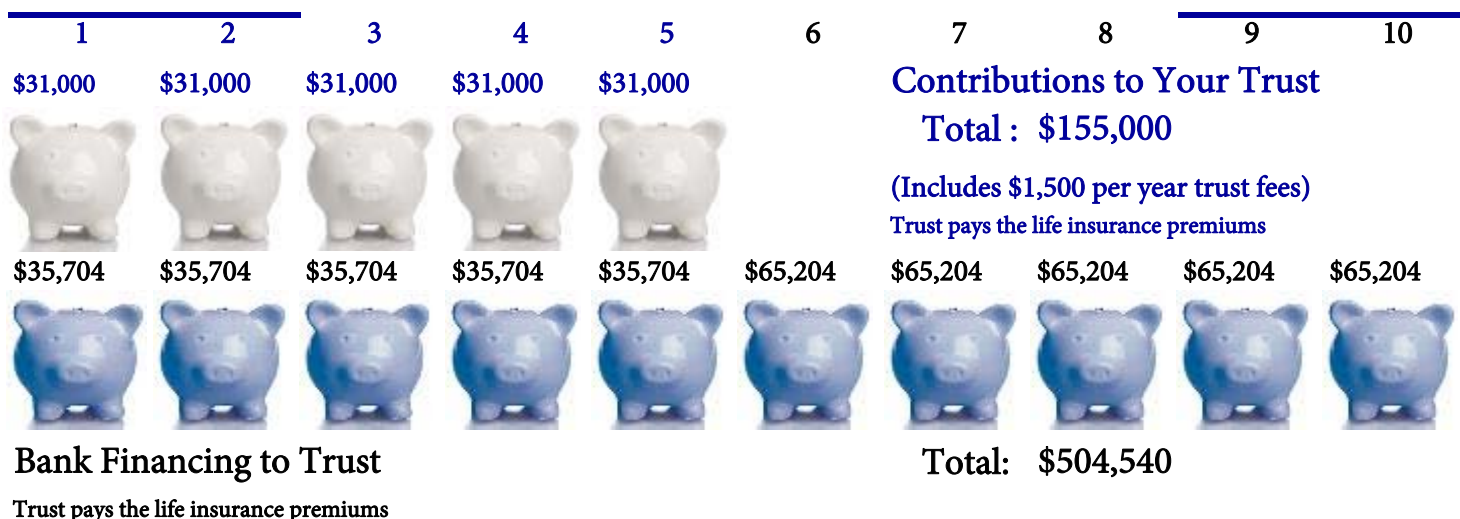 1 2 3 4 5 6 7 8 9 10
$31,000 $31,000 $31,000 $31,000 $31,000
Contributions to Your Trust
Total : $155,000
(Includes $1,500 per year trust fees)
Trust pays the life insurance premiums
$35,704 $35,704 $35,704 $35,704 $35,704 $65,204 $65,204 $65,204 $65,204 $65,204
Bank Financing to Trust Total: $504,540
Trust pays the life insurance premiums